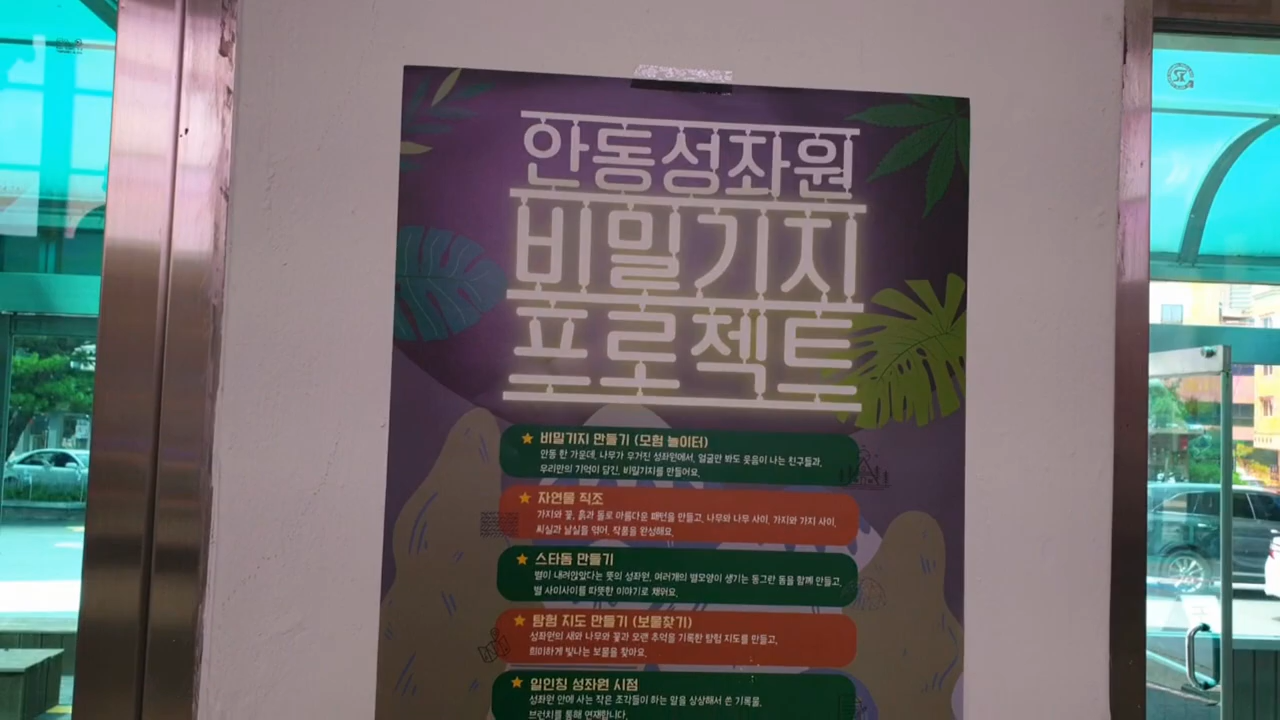 안동성좌원
비밀기지
프로젝트
비밀기지 만들기 (모험 놀이터)
안동 한 가운데, 나무가 우거진 성좌원에서, 얼굴만 봐도 웃음이 나는 친구들과,
우리만의 기억이 담긴, 비밀기지를 만들어요.
자연물 직조
가지와 꽃, 흙과 돌로 아름다운 패턴을 만들고, 나무와 나무 사이, 가지와 가지 사이,
씨실과 날실을 엮어, 작품을 완성해요.
스타돔 만들기
별이 내려앉았다는 뜻의 성좌원, 여러개의 별모양이 생기는 동그란 돔을 함께 만들고,
별 사이사이를 따뜻한 이야기로 채워요.
탐험 지도 만들기 (보물찾기)
성좌원의 새와 나무와 꽃과 오랜 추억을 기록한 탐험 지도를 만들고,
희미하게 빛나는 보물을 찾아요.
일인칭 성좌원 시점
성좌원 안에 사는 작은 조각들이 하는 말을 상상해서 쓴 기록물,
브런치를 통해 연재합니다.